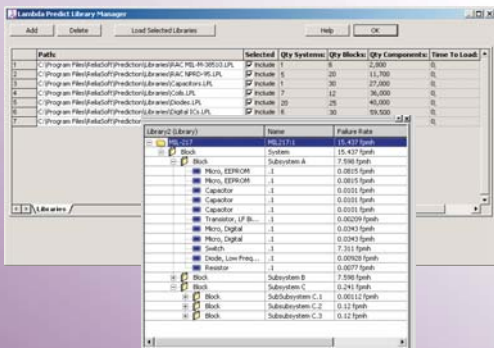 Lambda Predict Library Manager
Add Delete Load Selected Libraries Help OK
Path: Selected Qty Systems: Qty Blocks: Qty Components: Time To Load:
1 C:\Program Files\ReliaSoft\Prediction\Libraries\RAC MIL-M-38510.LPL Include 1 6 2,800 0,
2 C:\Program Files\ReliaSoft\Prediction\Libraries\RAC NPRD-95.LPL Include 5 20 11,700 0,
3 C:\Program Files\ReliaSoft\Prediction\Libraries\Capacitors.LPL Include 1 30 27,000 0,
4 C:\Program Files\ReliaSoft\Prediction\Libraries\Coils.LPL Include 7 12 36,000 0,
5 C:\Program Files\ReliaSoft\Prediction\Libraries\Diodes.LPL Include 20 25 40,000 0,
6 C:\Program Files\ReliaSoft\Prediction\Libraries\Digital ICs.LPL Include 6 30 59,500 0,
7 C:\Program Files\ReliaSoft\Prediction 0,
Libraries
Library2 (Library) Name Failure Rate
MIL-217 MIL217:1 15.437 fpmh
Block System 15.437 fpmh
Block Subsystem A 7.598 fpmh
Micro, EEPROM .1 0.0815 fpmh
Micro, EEPROM .1 0.0815 fpmh
Capacitor .1 0.0101 fpmh
Capacitor .1 0.0101 fpmh
Capacitor .1 0.0101 fpmh
Transistor, LF Bi... .1 0.00209 fpmh
Micro, Digital .1 0.0343 fpmh
Micro, Digital .1 0.0343 fpmh
Switch .1 7.311 fpmh
Diode, Low Freq... .1 0.00928 fpmh
Resistor .1 0.0077 fpmh
Block Subsystem B 7.598 fpmh
Block Subsystem C 0.241 fpmh
Block SubSubsystem C.1 0.00112 fpmh
Block Subsubsystem C.2 0.12 fpmh
Block Subsubsystem C.3 0.12 fpmh